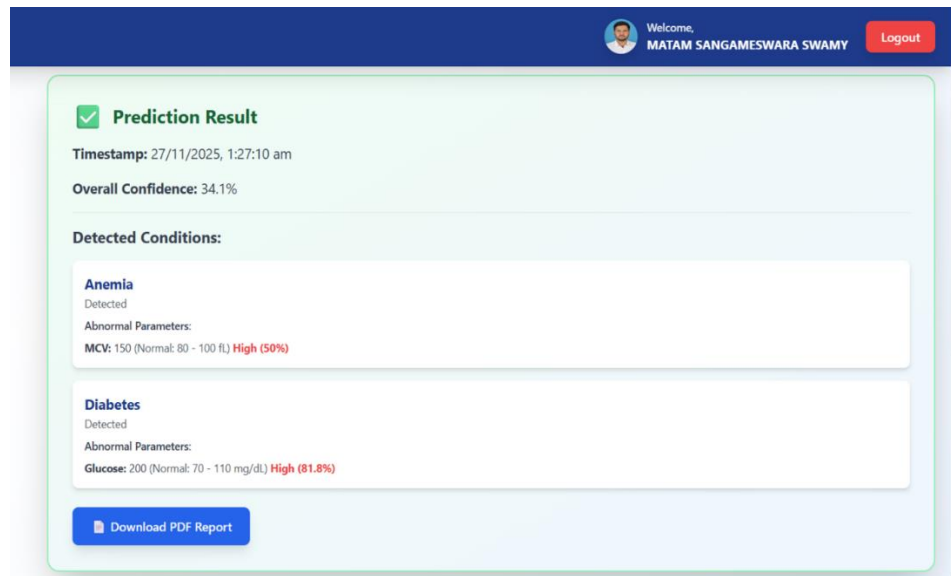 Welcome,
MATAM SANGAMESWARA SWAMY
Logout
Prediction Result
Timestamp: 27/11/2025, 1:27:10 am
Overall Confidence: 34.1%
Detected Conditions:
Anemia
Detected
Abnormal Parameters:
MCV: 150 (Normal: 80 - 100 fL) High (50%)
Diabetes
Detected
Abnormal Parameters:
Glucose: 200 (Normal: 70 - 110 mg/dL) High (81.8%)
Download PDF Report